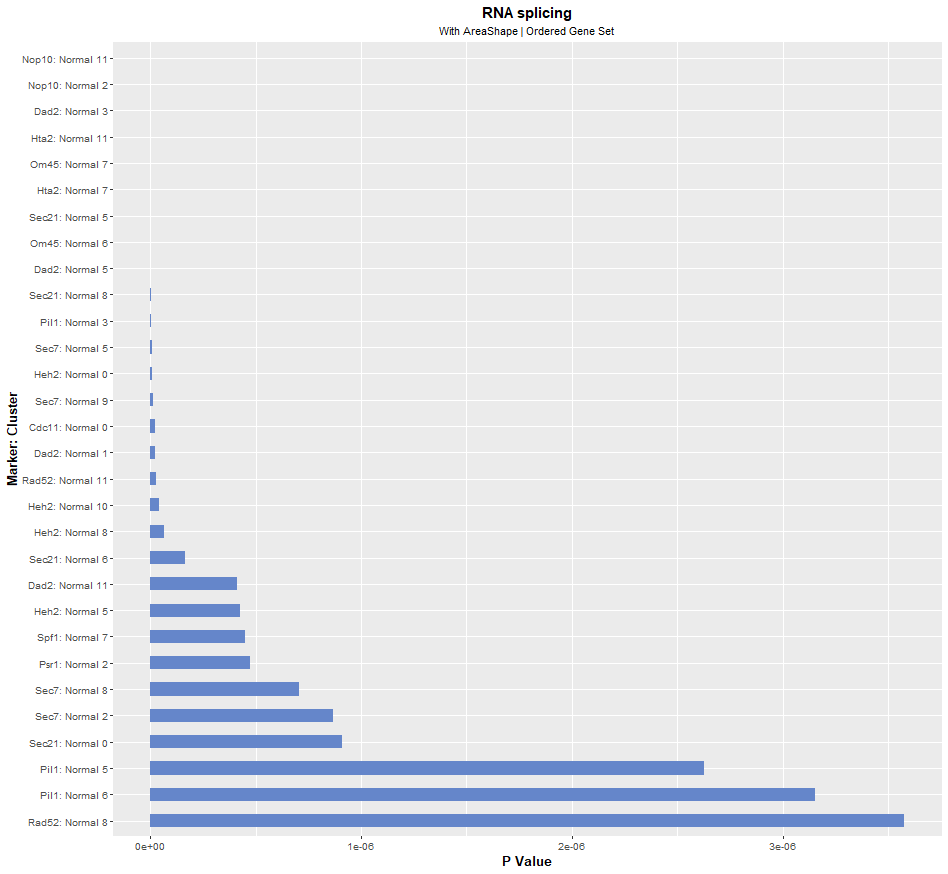 RNA splicing
With AreaShape | Ordered Gene Set
Marker: Cluster
Nop10: Normal 11
Nop10: Normal 2
Dad2: Normal 3
Hta2: Normal 11
Om45: Normal 7
Hta2: Normal 7
Sec21: Normal 5
Om45: Normal 6
Dad2: Normal 5
Sec21: Normal 8
Pil1: Normal 3
Sec7: Normal 5
Heh2: Normal 0
Sec7: Normal 9
Cdc11: Normal 0
Dad2: Normal 1
Rad52: Normal 11
Heh2: Normal 10
Heh2: Normal 8
Sec21: Normal 6
Dad2: Normal 11
Heh2: Normal 5
Spf1: Normal 7
Psr1: Normal 2
Sec7: Normal 8
Sec7: Normal 2
Sec21: Normal 0
Pil1: Normal 5
Pil1: Normal 6
Rad52: Normal 8
0e+00 1e-06 2e-06 3e-06
P Value